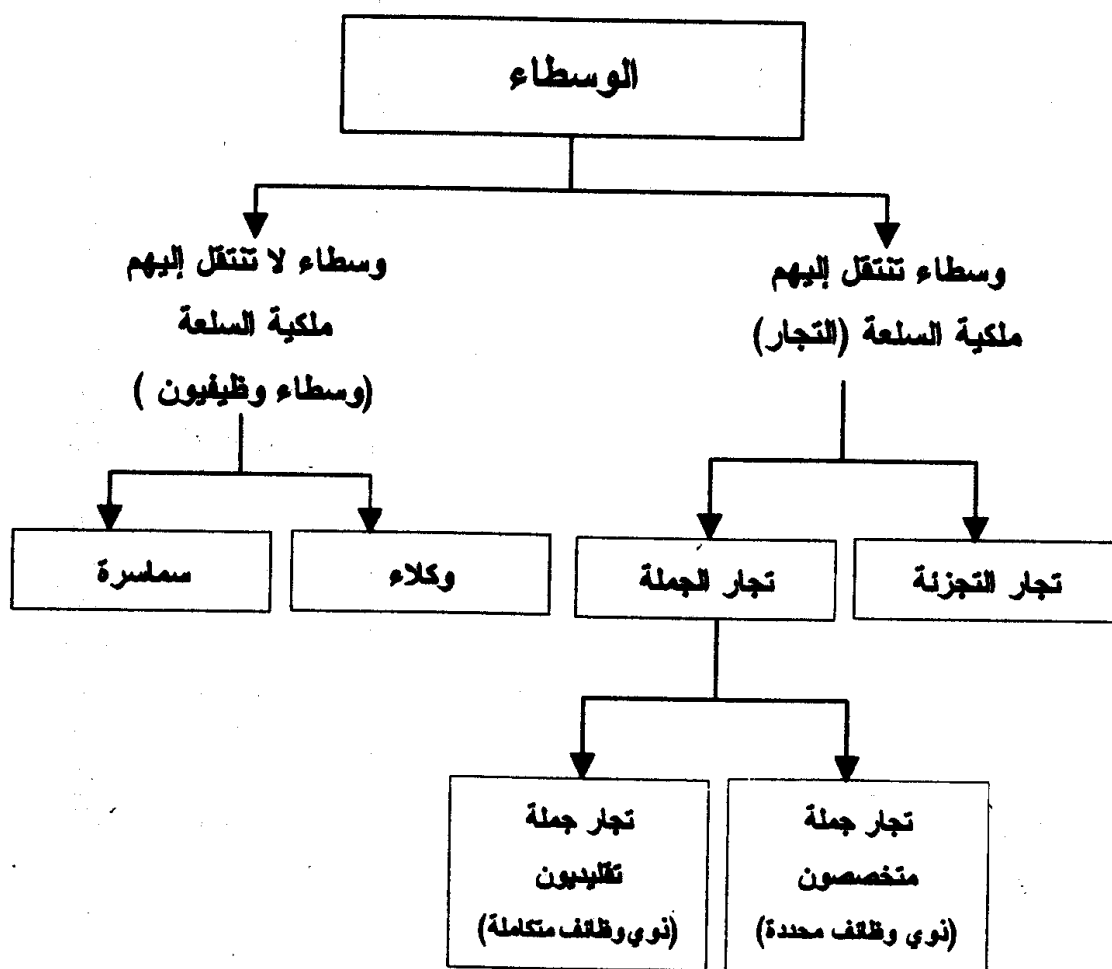 الوسطاء
وسطاء تنتقل إليهم
ملكية السلعة (التجار)
وسطاء لا تنتقل إليهم
ملكية السلعة
(وسطاء وظيفيون )
تجار التجزئة
تجار الجملة
وكلاء
سماسرة
تجار جملة
متخصصون
(ذوي وظائف محددة)
تجار جملة
تقليديون
(ذوي وظائف متكاملة)